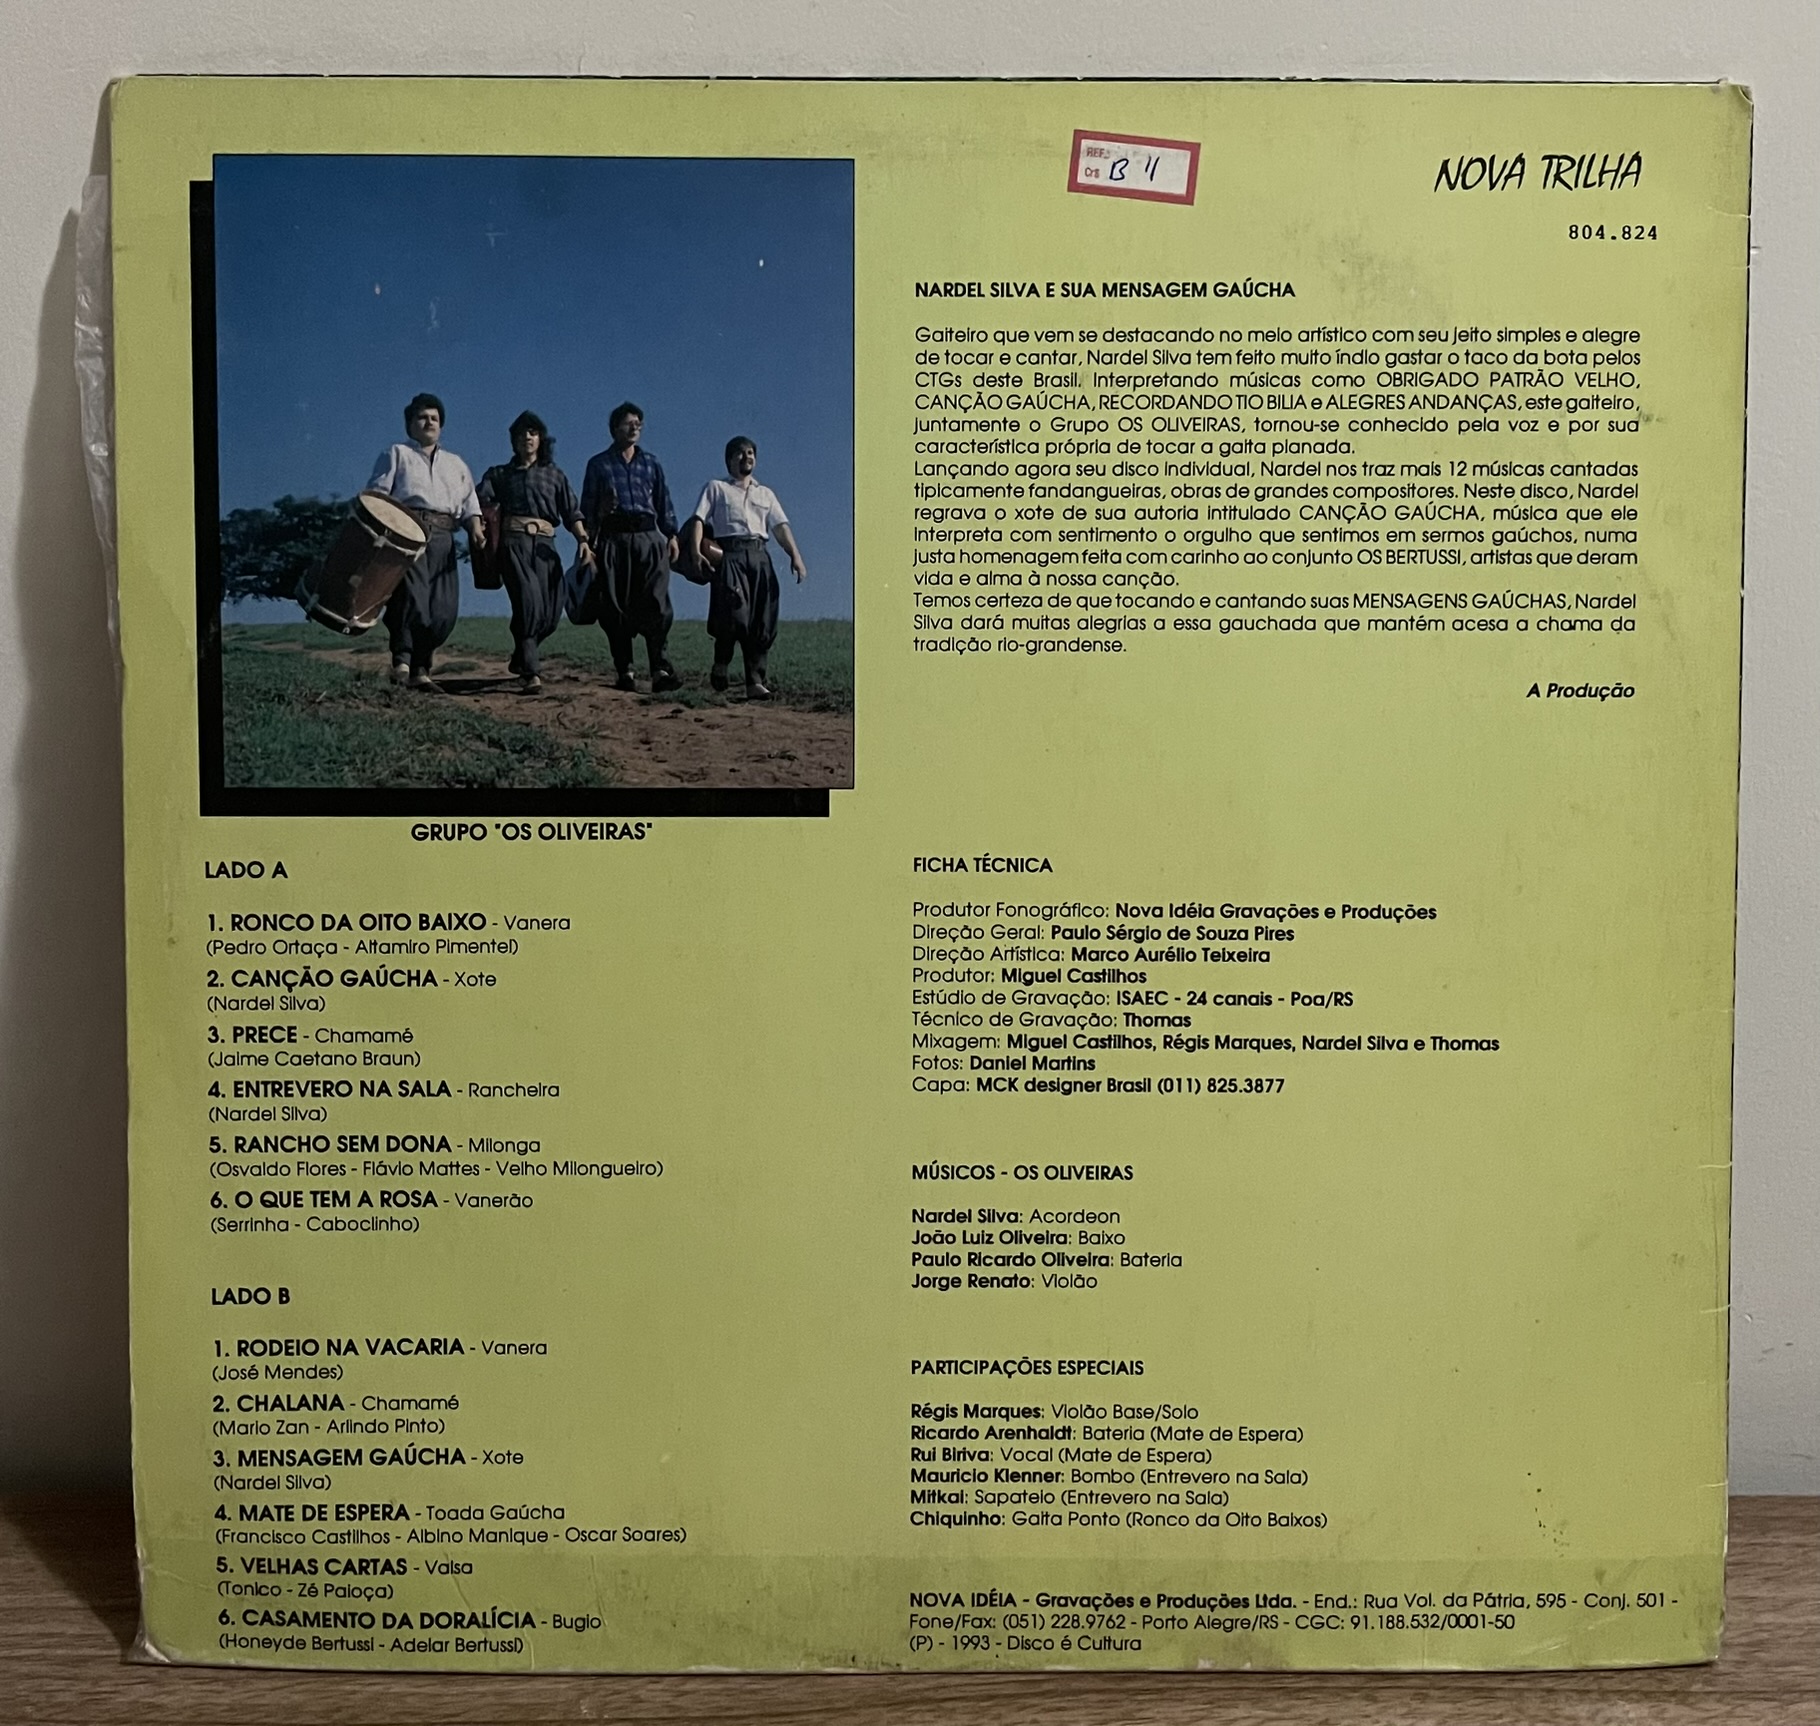 REF.:
Cr$ B 11
NOVA TRILHA
804.824
NARDEL SILVA E SUA MENSAGEM GAÚCHA
Gaiteiro que vem se destacando no meio artístico com seu jeito simples e alegre
de tocar e cantar, Nardel Silva tem feito muito índio gastar o taco da bota pelos
CTGs deste Brasil. Interpretando músicas como OBRIGADO PATRÃO VELHO,
CANÇÃO GAÚCHA, RECORDANDO TIO BILIA e ALEGRES ANDANÇAS, este gaiteiro,
juntamente o Grupo OS OLIVEIRAS, tornou-se conhecido pela voz e por sua
característica própria de tocar a gaita pianada.
Lançando agora seu disco individual, Nardel nos traz mais 12 músicas cantadas
tipicamente fandangueiras, obras de grandes compositores. Neste disco, Nardel
regrava o xote de sua autoria intitulado CANÇÃO GAÚCHA, música que ele
interpreta com sentimento o orgulho que sentimos em sermos gaúchos, numa
justa homenagem feita com carinho ao conjunto OS BERTUSSI, artistas que deram
vida e alma à nossa canção.
Temos certeza de que tocando e cantando suas MENSAGENS GAÚCHAS, Nardel
Silva dará muitas alegrias a essa gauchada que mantém acesa a chama da
tradição rio-grandense.
A Produção
GRUPO "OS OLIVEIRAS"
LADO A
1. RONCO DA OITO BAIXO - Vanera
(Pedro Ortaça - Altamiro Pimentel)
2. CANÇÃO GAÚCHA - Xote
(Nardel Silva)
3. PRECE - Chamamé
(Jaime Caetano Braun)
4. ENTREVERO NA SALA - Rancheira
(Nardel Silva)
5. RANCHO SEM DONA - Milonga
(Osvaldo Flores - Flávio Mattes - Velho Milongueiro)
6. O QUE TEM A ROSA - Vanerão
(Serrinha - Caboclinho)
LADO B
1. RODEIO NA VACARIA - Vanera
(José Mendes)
2. CHALANA - Chamamé
(Mario Zan - Arlindo Pinto)
3. MENSAGEM GAÚCHA - Xote
(Nardel Silva)
4. MATE DE ESPERA - Toada Gaúcha
(Francisco Castilhos - Albino Manique - Oscar Soares)
5. VELHAS CARTAS - Valsa
(Tonico - Zé Paioça)
6. CASAMENTO DA DORALÍCIA - Bugio
(Honeyde Bertussi - Adelar Bertussi)
FICHA TÉCNICA
Produtor Fonográfico: Nova Idéia Gravações e Produções
Direção Geral: Paulo Sérgio de Souza Pires
Direção Artística: Marco Aurélio Teixeira
Produtor: Miguel Castilhos
Estúdio de Gravação: ISAEC - 24 canais - Poa/RS
Técnico de Gravação: Thomas
Mixagem: Miguel Castilhos, Régis Marques, Nardel Silva e Thomas
Fotos: Daniel Martins
Capa: MCK designer Brasil (011) 825.3877
MÚSICOS - OS OLIVEIRAS
Nardel Silva: Acordeon
João Luiz Oliveira: Baixo
Paulo Ricardo Oliveira: Bateria
Jorge Renato: Violão
PARTICIPAÇÕES ESPECIAIS
Régis Marques: Violão Base/Solo
Ricardo Arenhaldt: Bateria (Mate de Espera)
Rui Biriva: Vocal (Mate de Espera)
Mauricio Klenner: Bombo (Entrevero na Sala)
Mitkal: Sapateio (Entrevero na Sala)
Chiquinho: Gaita Ponto (Ronco da Oito Baixos)
NOVA IDÉIA - Gravações e Produções Ltda. - End.: Rua Vol. da Pátria, 595 - Conj. 501 -
Fone/Fax: (051) 228.9762 - Porto Alegre/RS - CGC: 91.188.532/0001-50
(P) - 1993 - Disco é Cultura